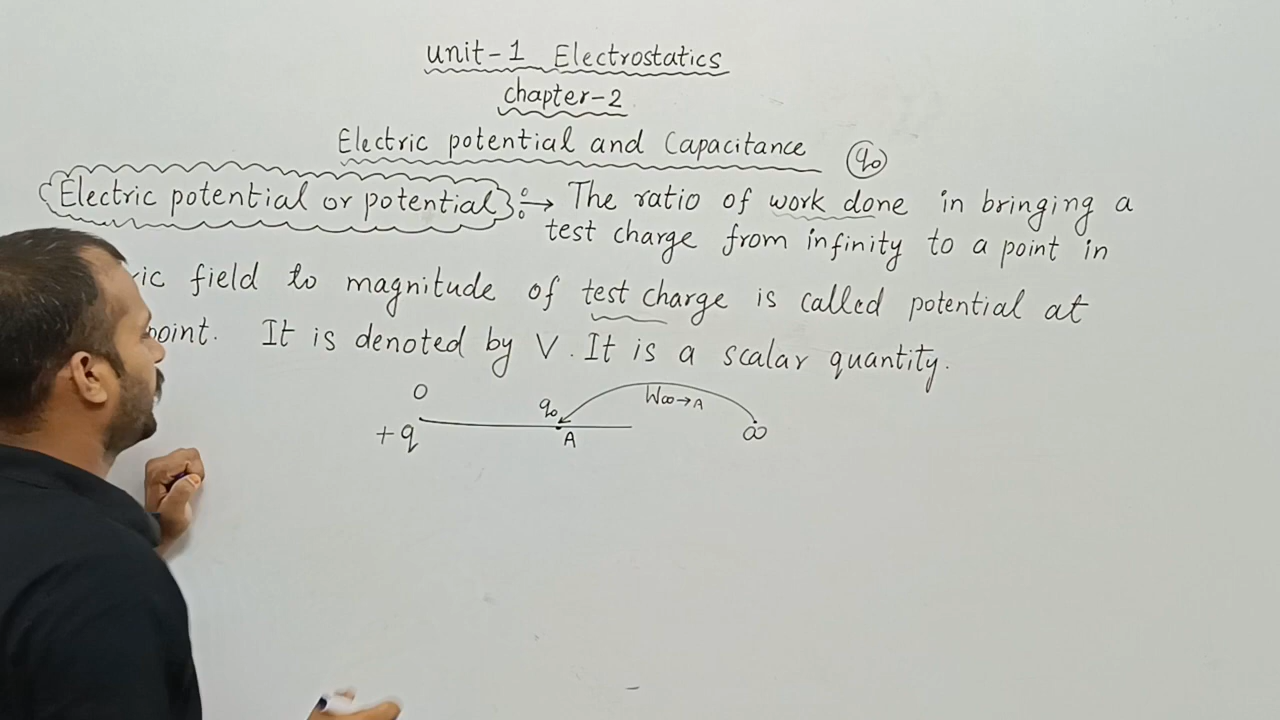 unit-1 Electrostatics
chapter-2
Electric potential and Capacitance q₀
Electric potential or potential :→ The ratio of work done in bringing a
test charge from infinity to a point in
ic field to magnitude of test charge is called potential at
point. It is denoted by V. It is a scalar quantity.
O q₀ W∞→A
+q A ∞